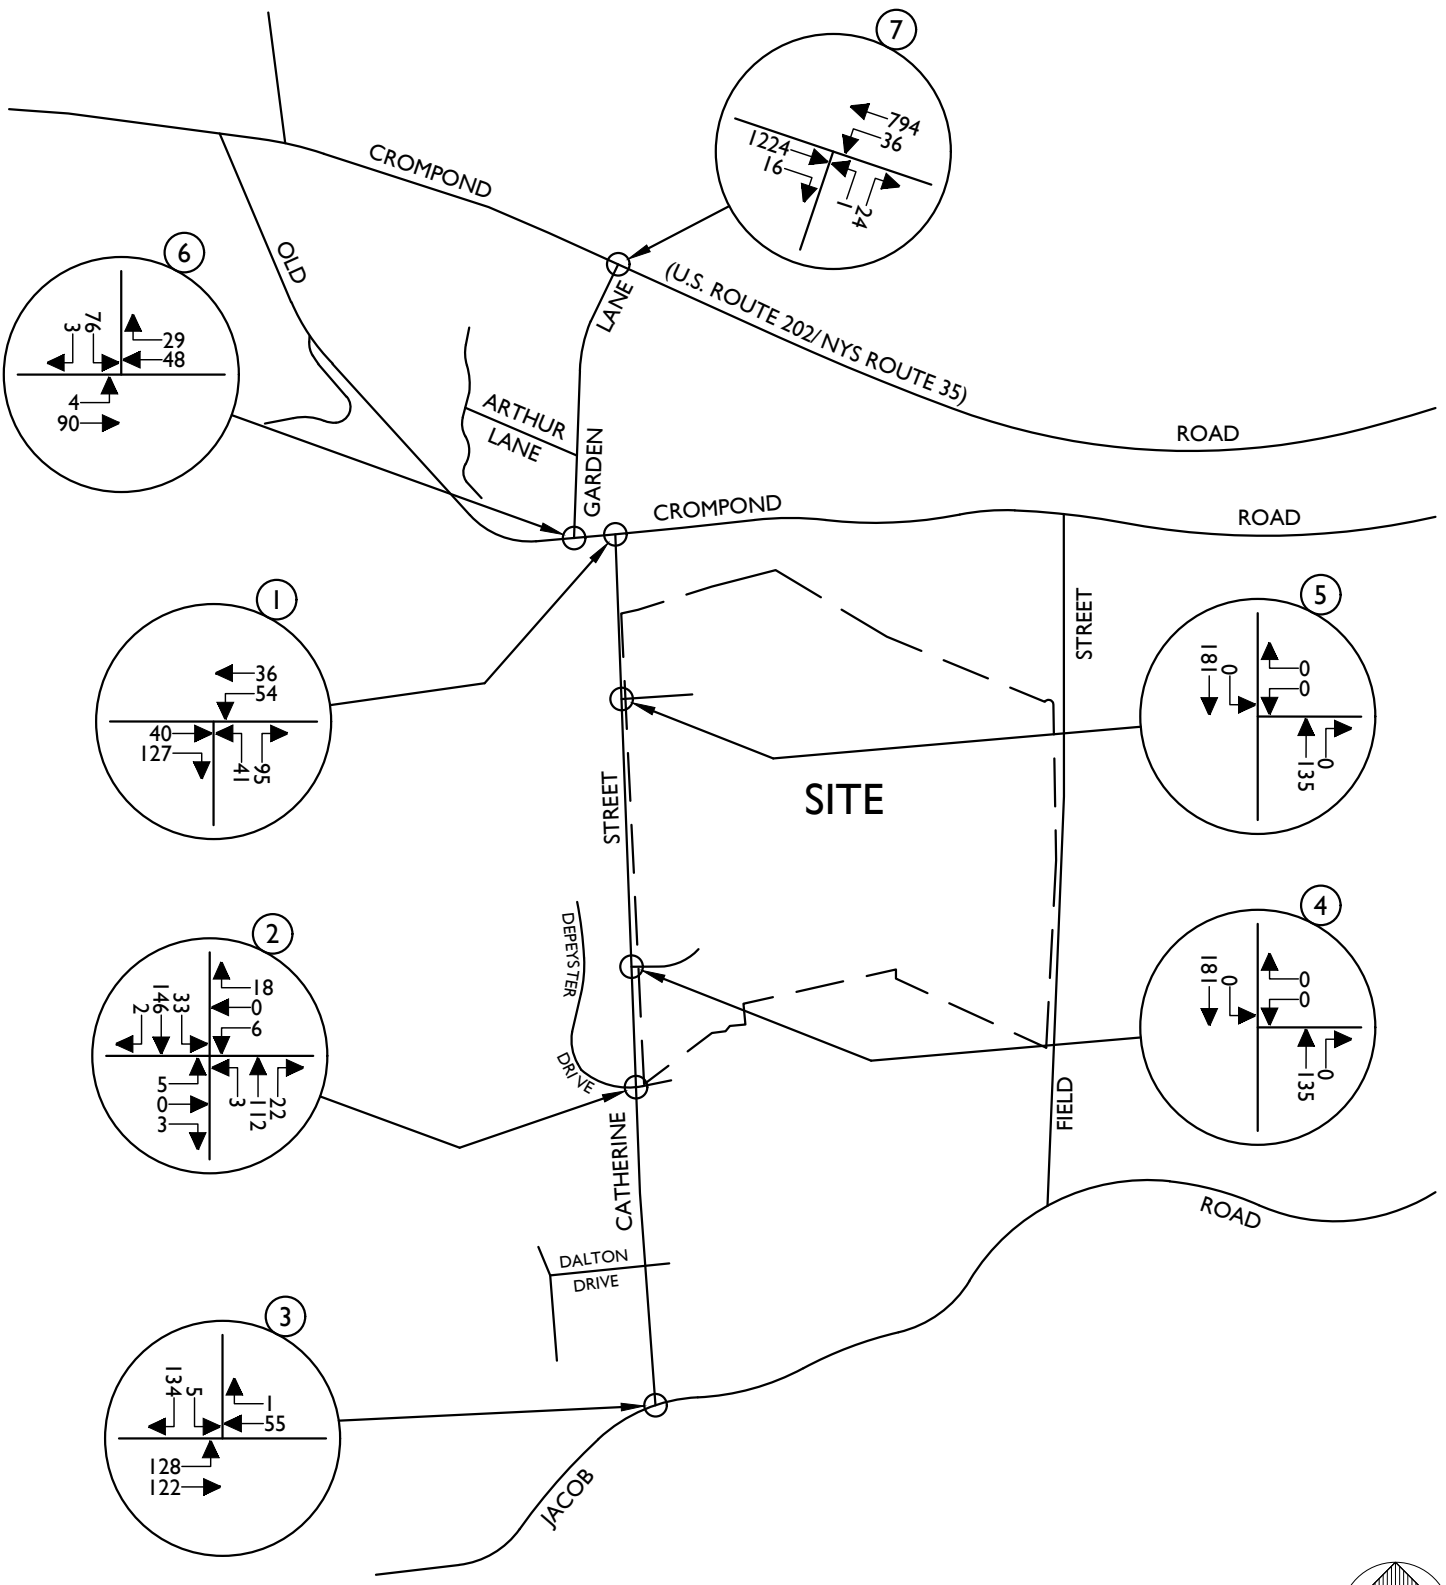 7
794
36
1224
16
1
24
CROMPOND
OLD
LANE
(U.S. ROUTE 202/ NYS ROUTE 35)
ROAD
6
3
76
29
48
4
90
ARTHUR
LANE
GARDEN
CROMPOND
ROAD
1
36
54
40
127
41
95
STREET
5
181
0
0
0
135
0
SITE
STREET
2
2
146
33
18
0
6
5
0
3
3
112
22
DEPEYSTER
DRIVE
4
181
0
0
0
135
0
FIELD
CATHERINE
ROAD
DALTON
DRIVE
3
134
5
1
55
128
122
JACOB